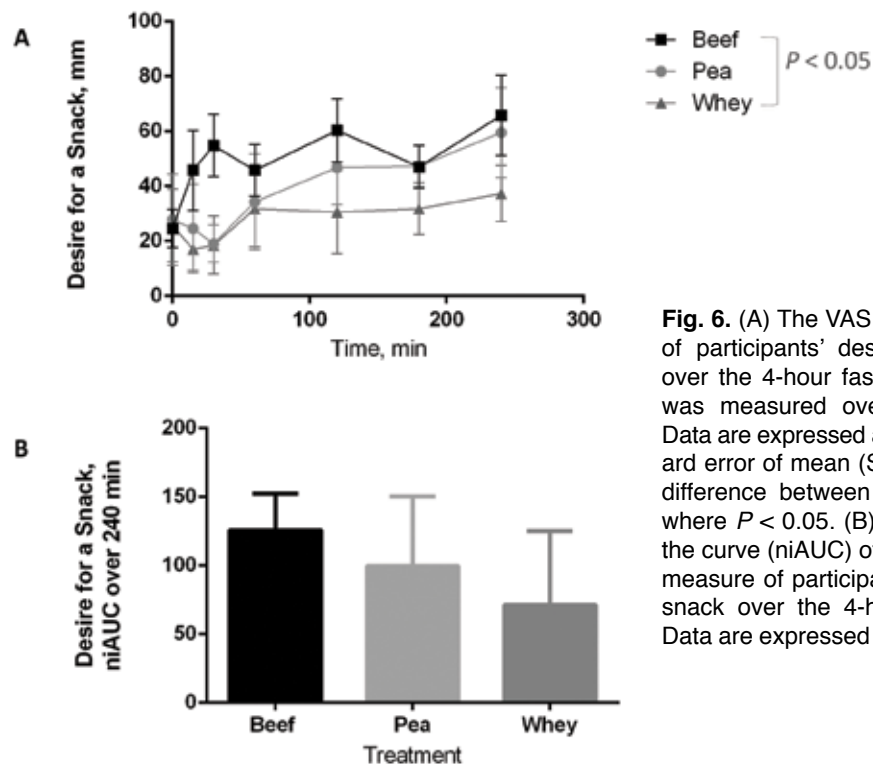 A
Desire for a Snack, mm
100
80
60
40
20
0
0
100
200
300
Time, min
Beef
Pea
Whey
P < 0.05
B
Desire for a Snack,
niAUC over 240 min
200
150
100
50
0
Beef
Pea
Whey
Treatment
Fig. 6. (A) The VAS
of participants' des
over the 4-hour fas
was measured ove
Data are expressed a
ard error of mean (S
difference between
where P < 0.05. (B)
the curve (niAUC) o
measure of participa
snack over the 4-h
Data are expressed